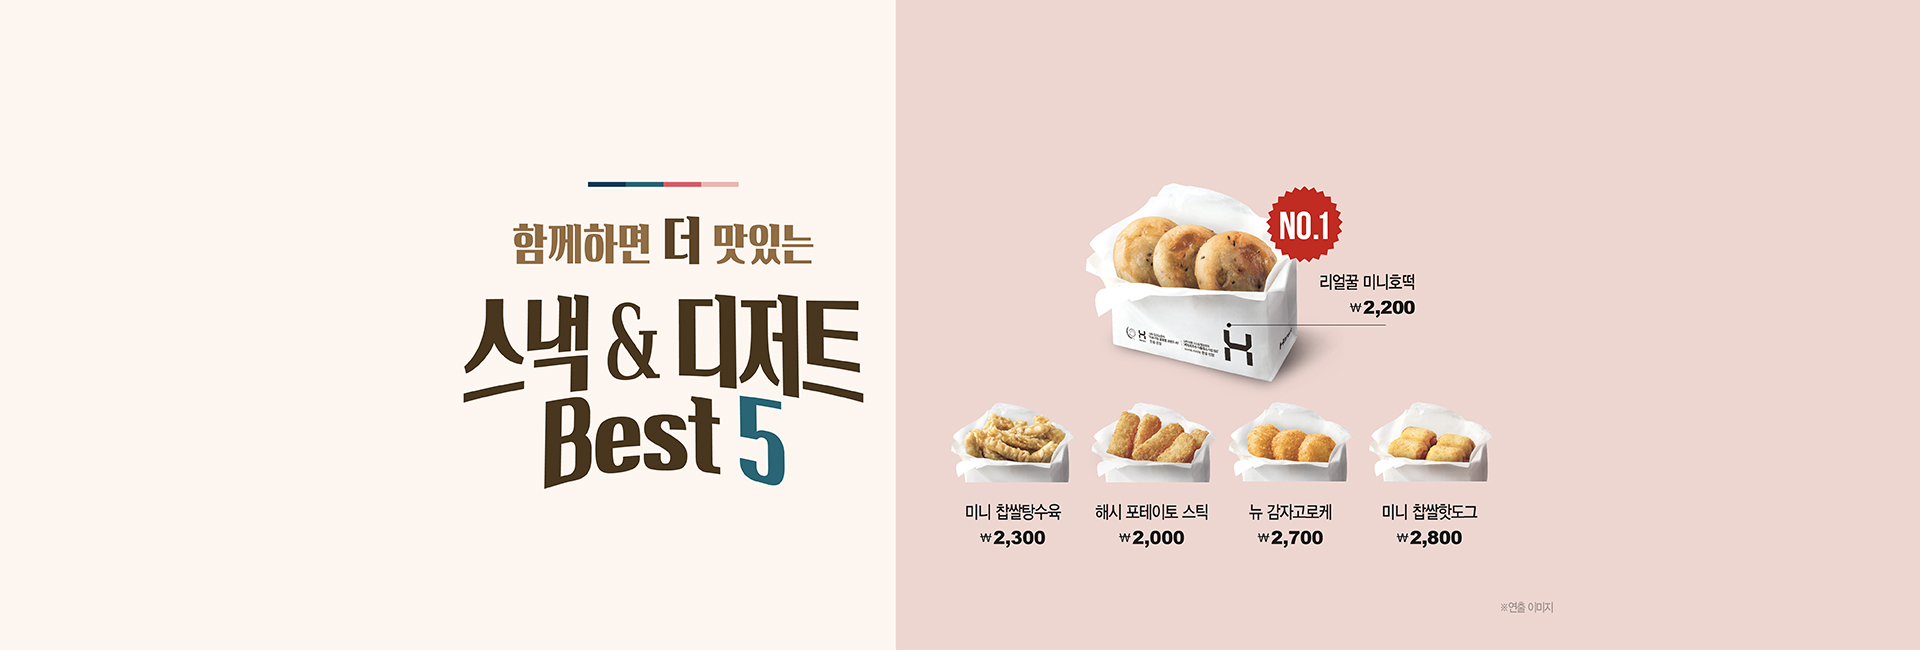 함께하면 더 맛있는
스낵 & 디저트
Best 5
NO.1
리얼꿀 미니호떡
₩2,200
미니 찹쌀탕수육
₩2,300
해시 포테이토 스틱
₩2,000
뉴 감자고로케
₩2,700
미니 찹쌀핫도그
₩2,800
※연출 이미지